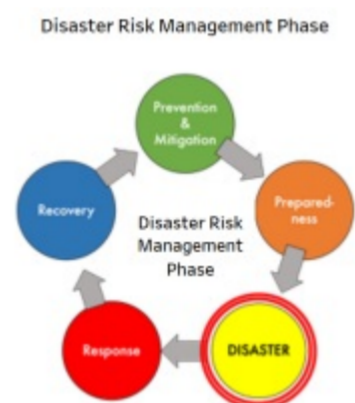 Disaster Risk Management Phase
Prevention
&
Mitigation
Prepared-
ness
DISASTER
Response
Recovery
Disaster Risk
Management
Phase